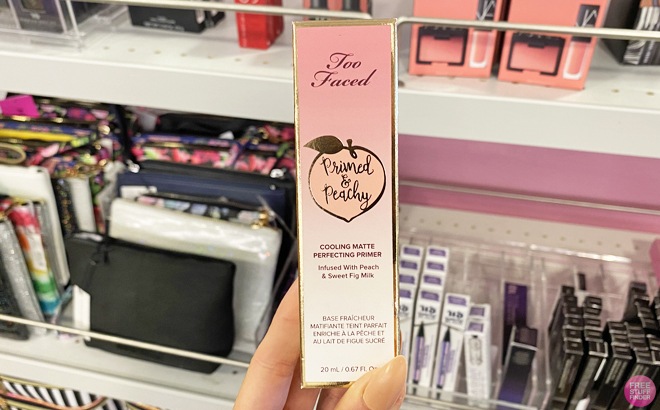 Too
Faced
Primed
&
Peachy
COOLING MATTE
PERFECTING PRIMER
Infused With Peach
& Sweet Fig Milk
BASE FRAÎCHEUR
MATIFIANTE TEINT PARFAIT
ENRICHIE À LA PÊCHE ET
AU LAIT DE FIGUE SUCRÉ
20 mL / 0.67 FL
FREE
STUFF
FINDER